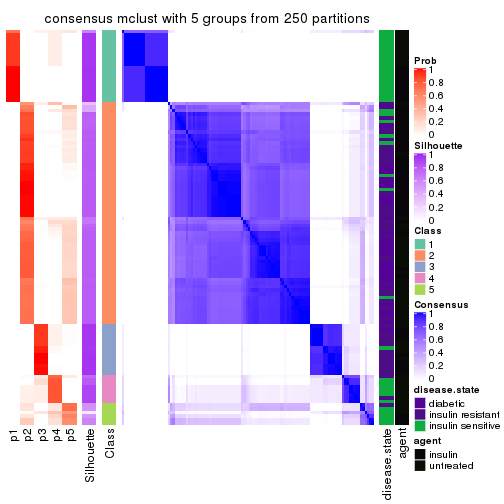 consensus mclust with 5 groups from 250 partitions
Prob
1
0.8
0.6
0.4
0.2
0
Silhouette
1
0.8
0.6
0.4
0.2
0
Class
1
2
3
4
5
Consensus
1
0.8
0.6
0.4
0.2
0
disease.state
diabetic
insulin resistant
insulin sensitive
agent
insulin
untreated
p1
p2
p3
p4
p5
Silhouette
Class
disease.state
agent